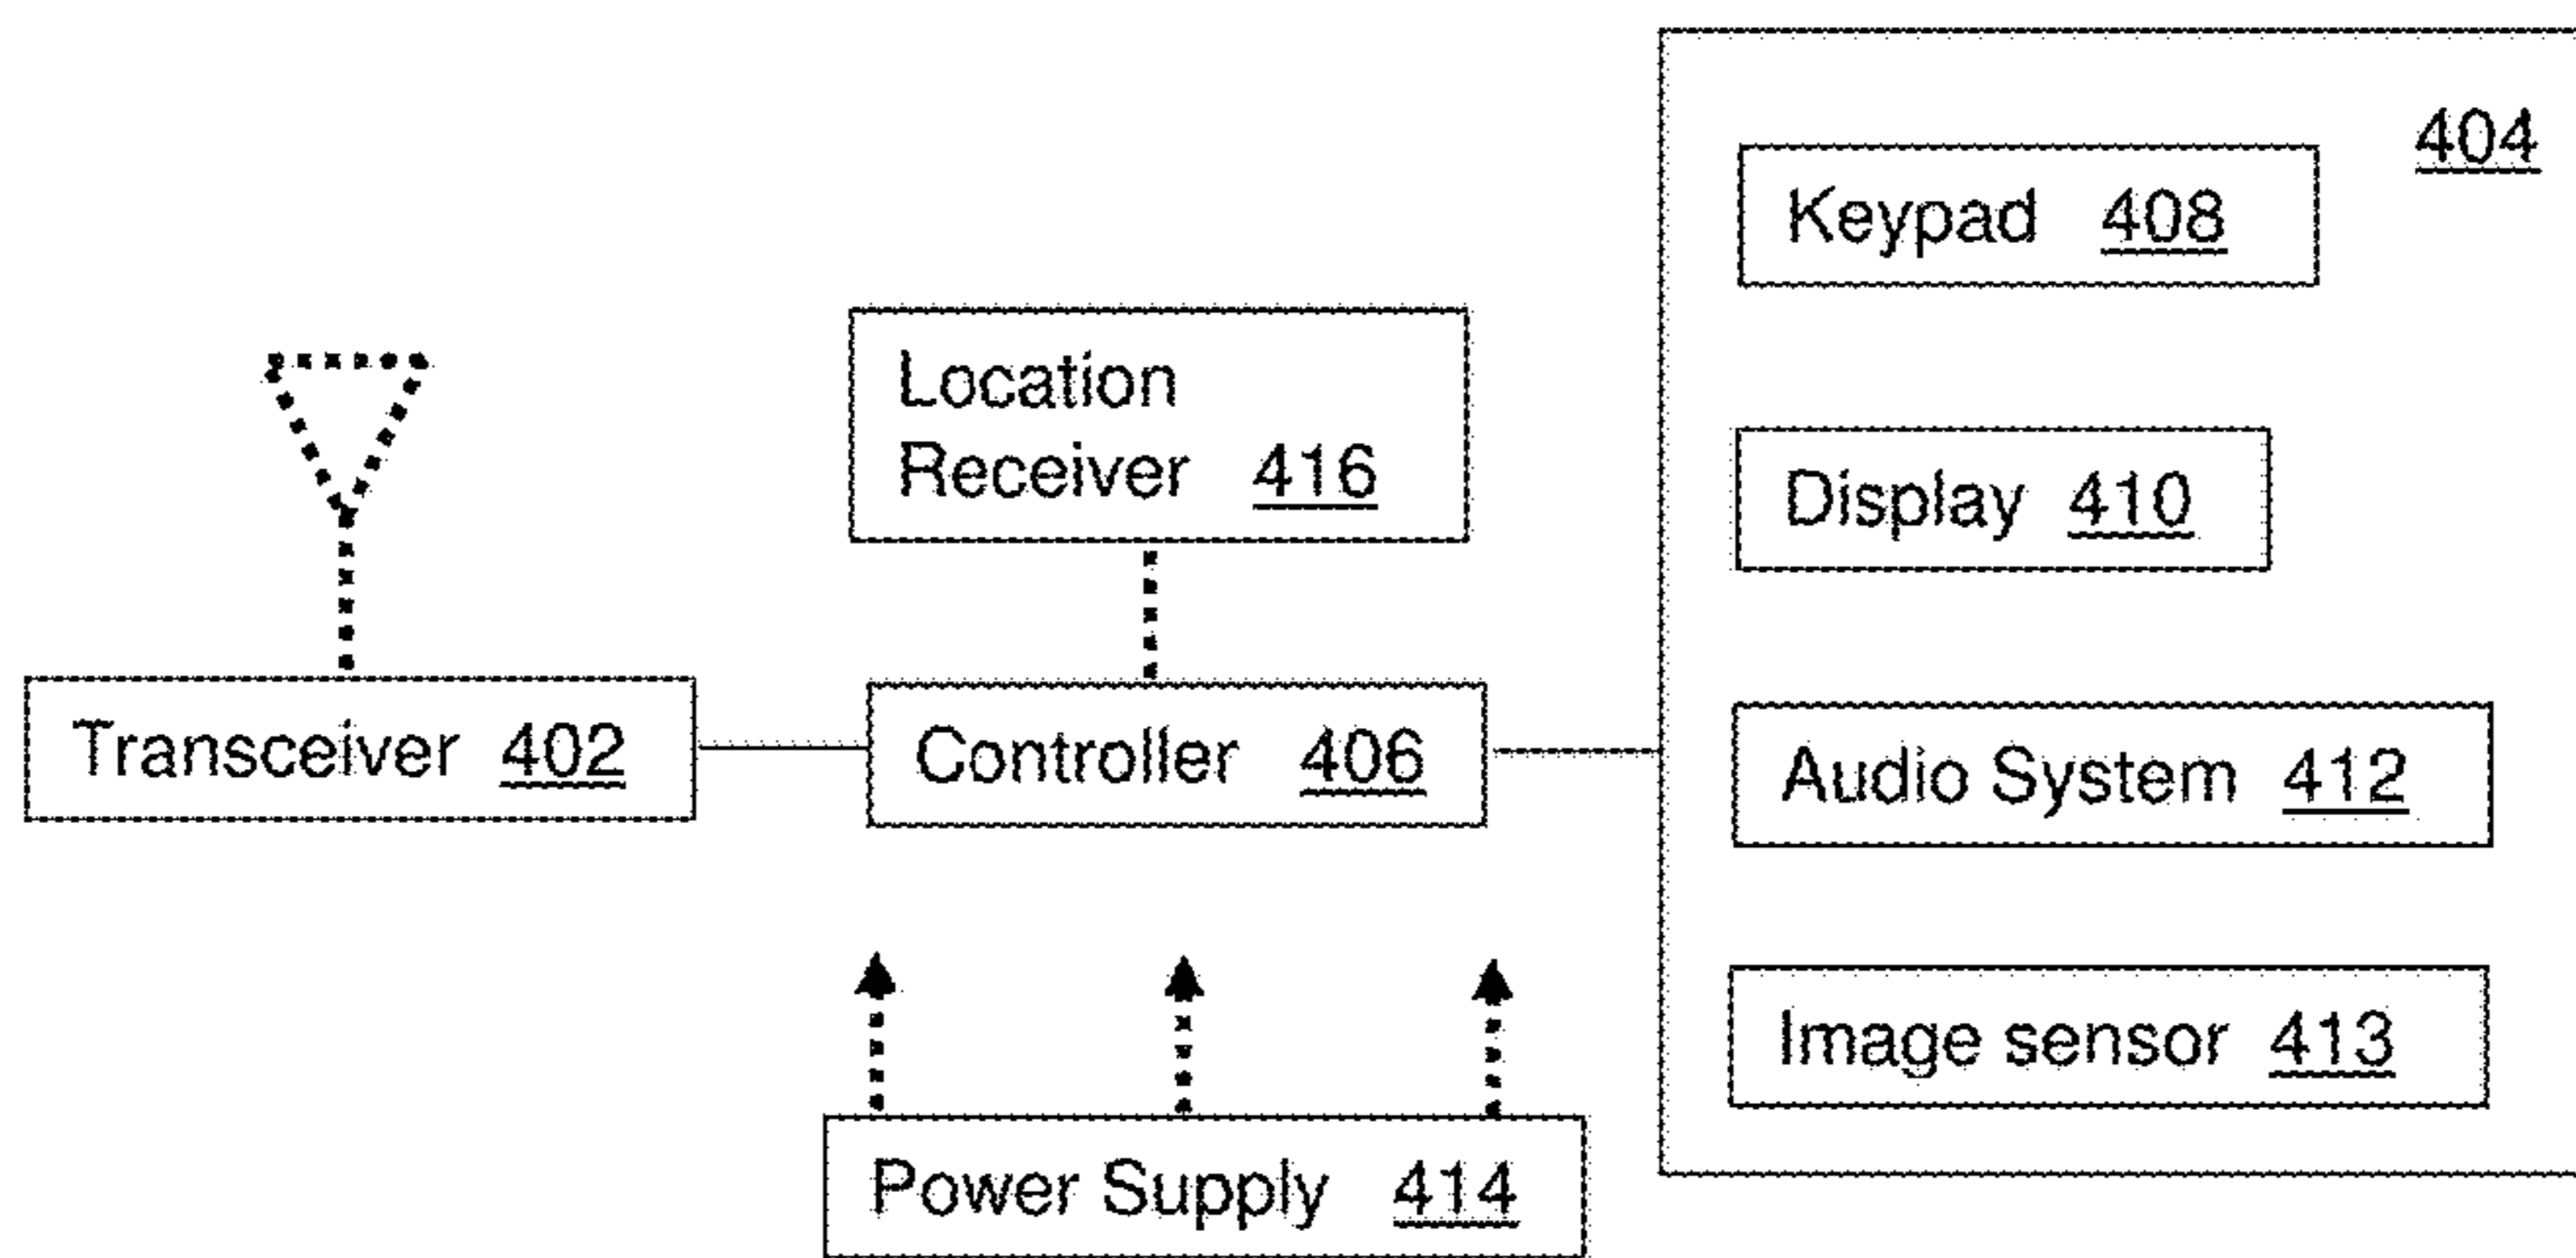 404
Keypad 408
Location
Receiver 416
Display 410
Transceiver 402
Controller 406
Audio System 412
Image sensor 413
Power Supply 414